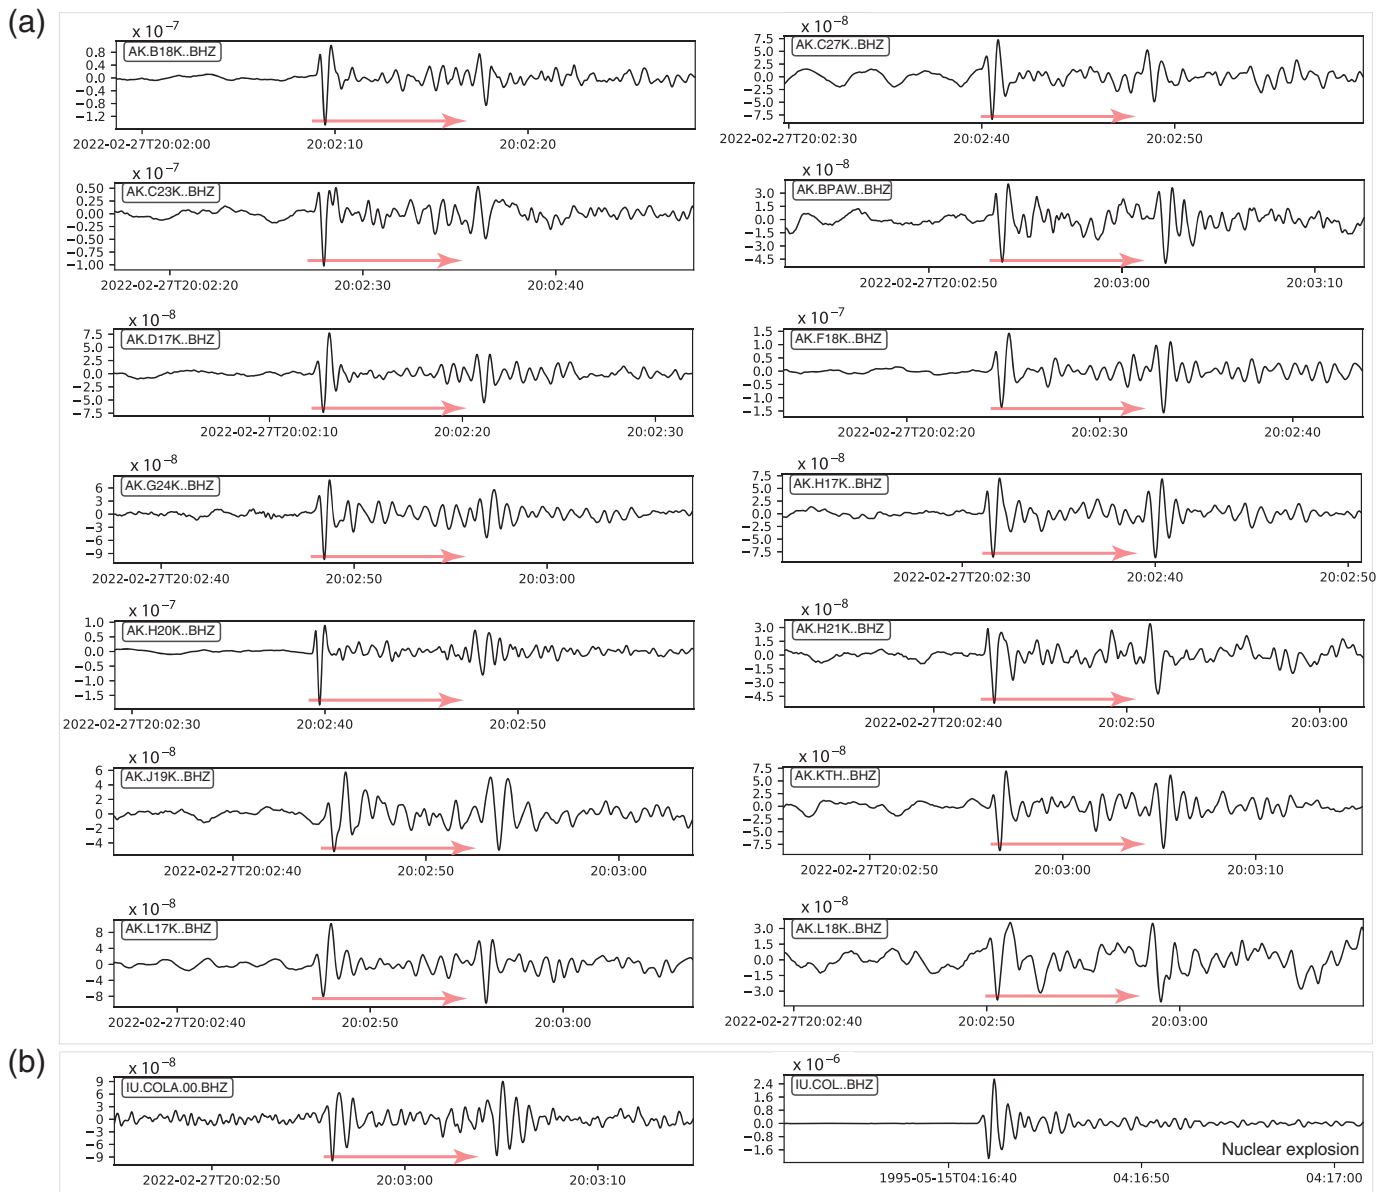 (a)
x 10⁻⁷
AK.B18K..BHZ
0.8
0.4
0.0
−0.4
−0.8
−1.2
2022-02-27T20:02:00
20:02:10
20:02:20
x 10⁻⁸
AK.C27K..BHZ
7.5
5.0
2.5
0.0
−2.5
−5.0
−7.5
2022-02-27T20:02:30
20:02:40
20:02:50
x 10⁻⁷
AK.C23K..BHZ
0.50
0.25
0.00
−0.25
−0.50
−0.75
−1.00
2022-02-27T20:02:20
20:02:30
20:02:40
x 10⁻⁸
AK.BPAW..BHZ
3.0
1.5
0.0
−1.5
−3.0
−4.5
2022-02-27T20:02:50
20:03:00
20:03:10
x 10⁻⁸
AK.D17K..BHZ
7.5
5.0
2.5
0.0
−2.5
−5.0
−7.5
2022-02-27T20:02:10
20:02:20
20:02:30
x 10⁻⁷
AK.F18K..BHZ
1.5
1.0
0.5
0.0
−0.5
−1.0
−1.5
2022-02-27T20:02:20
20:02:30
20:02:40
x 10⁻⁸
AK.G24K..BHZ
6
3
0
−3
−6
−9
2022-02-27T20:02:40
20:02:50
20:03:00
x 10⁻⁸
AK.H17K..BHZ
7.5
5.0
2.5
0.0
−2.5
−5.0
−7.5
2022-02-27T20:02:30
20:02:40
20:02:50
x 10⁻⁷
AK.H20K..BHZ
1.0
0.5
0.0
−0.5
−1.0
−1.5
2022-02-27T20:02:30
20:02:40
20:02:50
x 10⁻⁸
AK.H21K..BHZ
3.0
1.5
0.0
−1.5
−3.0
−4.5
2022-02-27T20:02:40
20:02:50
20:03:00
x 10⁻⁸
AK.J19K..BHZ
6
4
2
0
−2
−4
2022-02-27T20:02:40
20:02:50
20:03:00
x 10⁻⁸
AK.KTH..BHZ
7.5
5.0
2.5
0.0
−2.5
−5.0
−7.5
2022-02-27T20:02:50
20:03:00
20:03:10
x 10⁻⁸
AK.L17K..BHZ
8
4
0
−4
−8
2022-02-27T20:02:40
20:02:50
20:03:00
x 10⁻⁸
AK.L18K..BHZ
3.0
1.5
0.0
−1.5
−3.0
2022-02-27T20:02:40
20:02:50
20:03:00
(b)
x 10⁻⁸
IU.COLA.00.BHZ
9
6
3
0
−3
−6
−9
2022-02-27T20:02:50
20:03:00
20:03:10
x 10⁻⁶
IU.COL..BHZ
2.4
1.6
0.8
0.0
−0.8
−1.6
Nuclear explosion
1995-05-15T04:16:40
04:16:50
04:17:00